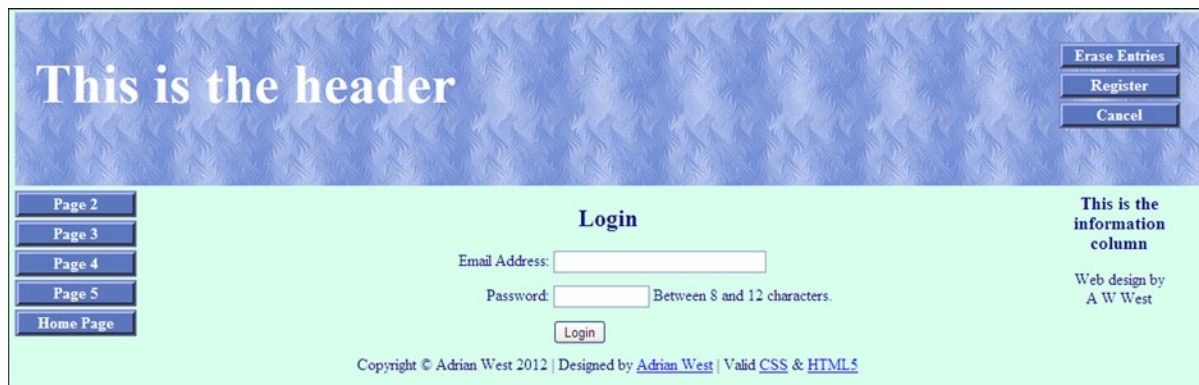 This is the header
Erase Entries
Register
Cancel
Page 2
Page 3
Page 4
Page 5
Home Page
Login
Email Address:
Password:
Between 8 and 12 characters.
Login
This is the
information
column
Web design by
A W West
Copyright © Adrian West 2012 | Designed by Adrian West | Valid CSS & HTML5